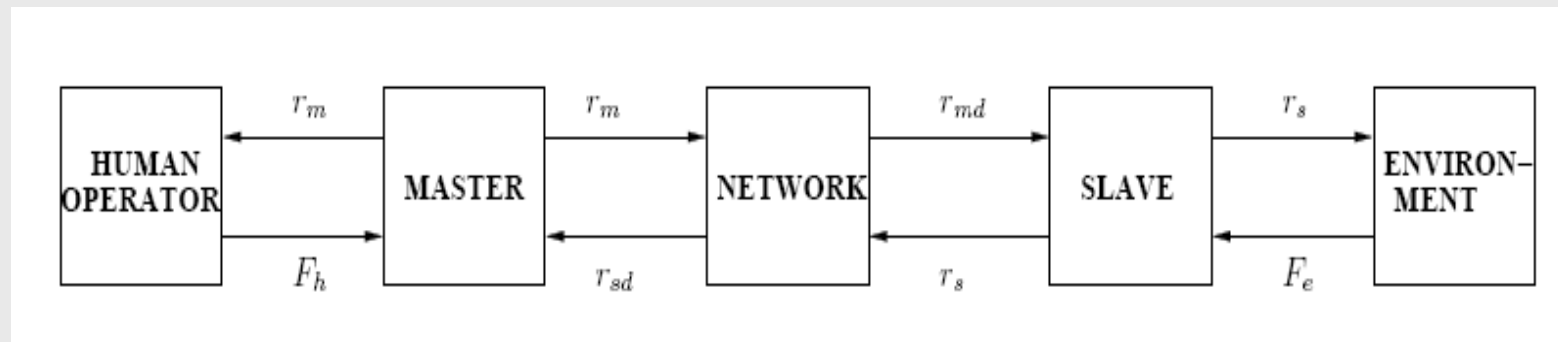 r_m
r_m
r_md
r_s
HUMAN
OPERATOR
MASTER
NETWORK
SLAVE
ENVIRON–
MENT
F_h
r_sd
r_s
F_e